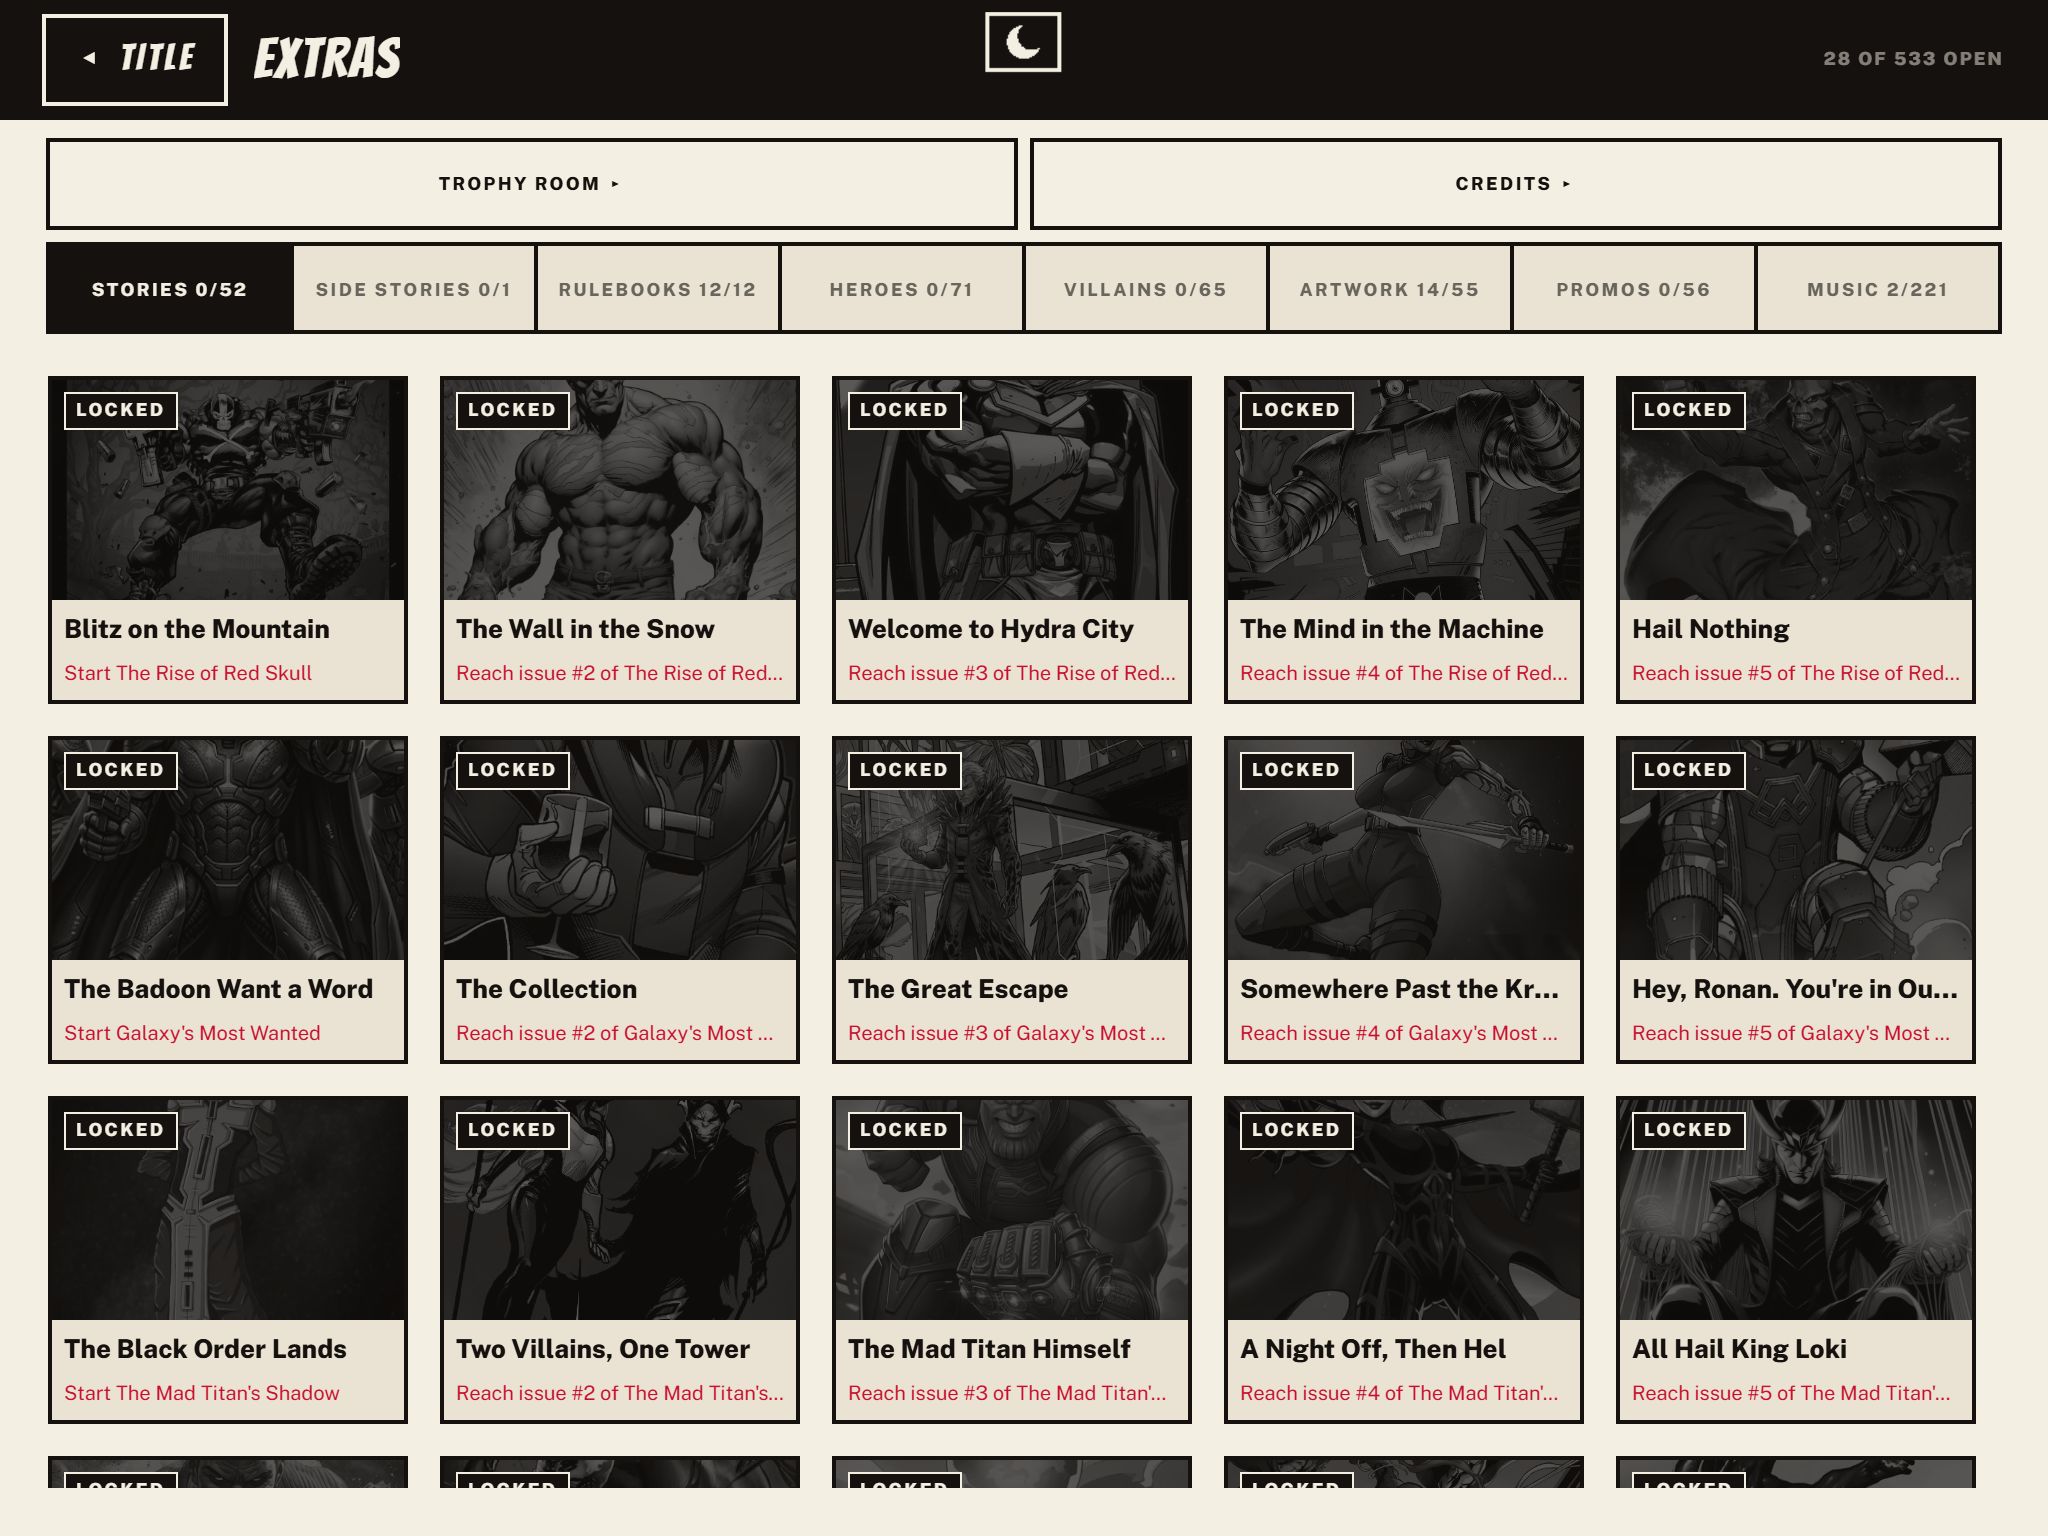 ◄ TITLE
EXTRAS
28 OF 533 OPEN
TROPHY ROOM ►
CREDITS ►
STORIES 0/52
SIDE STORIES 0/1
RULEBOOKS 12/12
HEROES 0/71
VILLAINS 0/65
ARTWORK 14/55
PROMOS 0/56
MUSIC 2/221
LOCKED
LOCKED
LOCKED
LOCKED
LOCKED
Blitz on the Mountain
Start The Rise of Red Skull
The Wall in the Snow
Reach issue #2 of The Rise of Red...
Welcome to Hydra City
Reach issue #3 of The Rise of Red...
The Mind in the Machine
Reach issue #4 of The Rise of Red...
Hail Nothing
Reach issue #5 of The Rise of Red...
LOCKED
LOCKED
LOCKED
LOCKED
LOCKED
The Badoon Want a Word
Start Galaxy's Most Wanted
The Collection
Reach issue #2 of Galaxy's Most ...
The Great Escape
Reach issue #3 of Galaxy's Most ...
Somewhere Past the Kr...
Reach issue #4 of Galaxy's Most ...
Hey, Ronan. You're in Ou...
Reach issue #5 of Galaxy's Most ...
LOCKED
LOCKED
LOCKED
LOCKED
LOCKED
The Black Order Lands
Start The Mad Titan's Shadow
Two Villains, One Tower
Reach issue #2 of The Mad Titan's...
The Mad Titan Himself
Reach issue #3 of The Mad Titan'...
A Night Off, Then Hel
Reach issue #4 of The Mad Titan'...
All Hail King Loki
Reach issue #5 of The Mad Titan'...
LOCKED
LOCKED
LOCKED
LOCKED
LOCKED